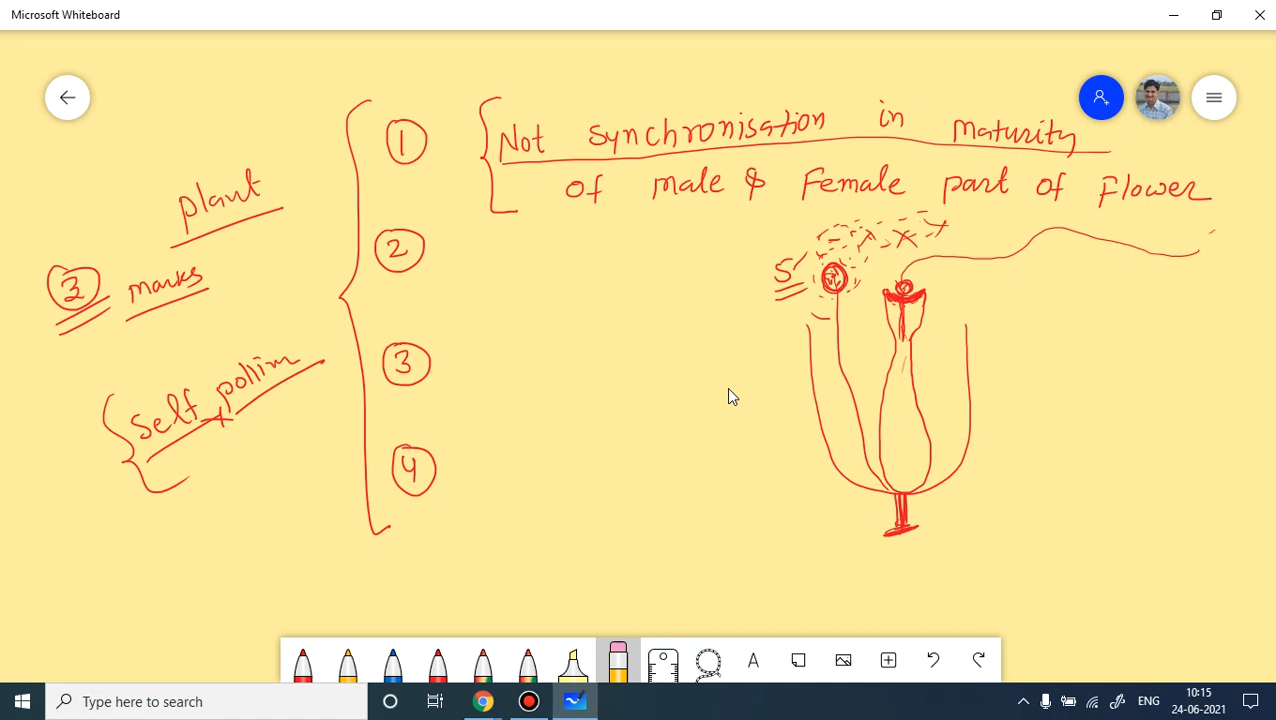 Microsoft Whiteboard
① Not synchronisation in maturity
of male & Female part of Flower
plant
②
③ marks
S
③
self pollim
④
Type here to search
A
ENG
10:15
24-06-2021